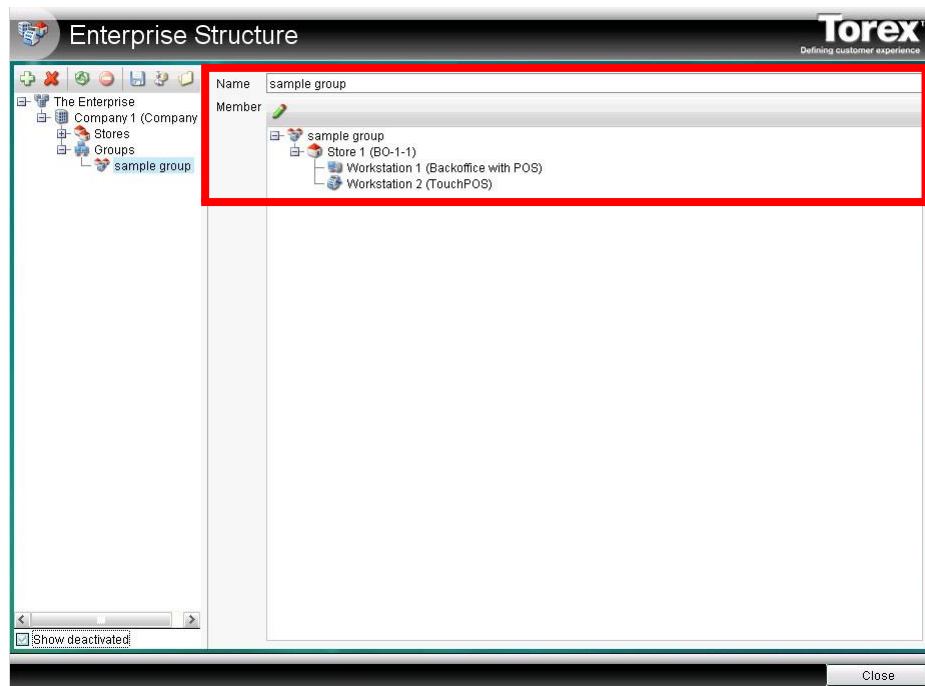 Enterprise Structure
Torex
Defining customer experience
The Enterprise
Company 1 (Company
Stores
Groups
sample group
Show deactivated
Name sample group
Member
sample group
Store 1 (BO-1-1)
Workstation 1 (Backoffice with POS)
Workstation 2 (TouchPOS)
Close